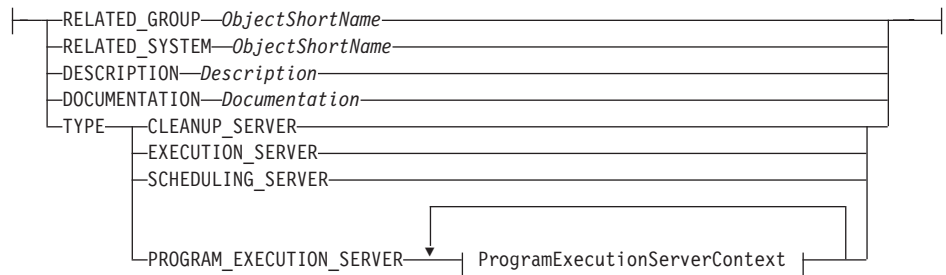 RELATED_GROUP ObjectShortName
RELATED_SYSTEM ObjectShortName
DESCRIPTION Description
DOCUMENTATION Documentation
TYPE CLEANUP_SERVER
EXECUTION_SERVER
SCHEDULING_SERVER
PROGRAM_EXECUTION_SERVER ProgramExecutionServerContext